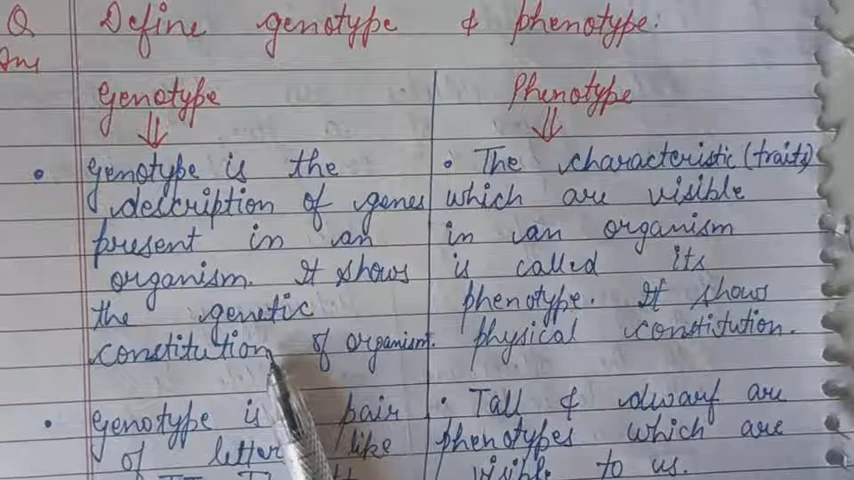 Q Define genotype & phenotype:
Ans
Genotype
Phenotype
• Genotype is the
description of genes
present in an
organism. It shows
the genetic
constitution of organism.
• Genotype is pair
of letter like
• The characteristic (traits)
which are visible
in an organism
is called its
phenotype. It shows
physical constitution.
• Tall & dwarf are
phenotypes which are
visible to us.